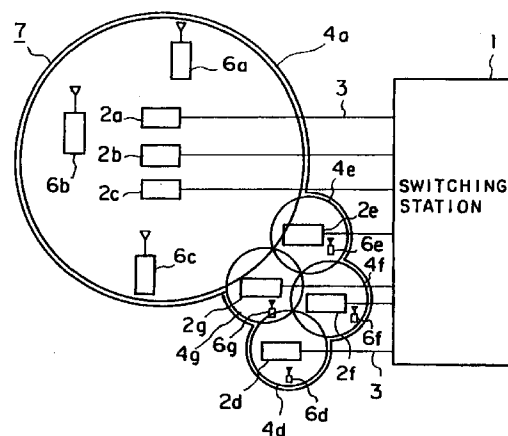 7
4a
1
6a
3
2a
6b
2b
4e
2c
SWITCHING
STATION
2e
6e
4f
6c
2g
4g
6g
2f
6f
2d
3
6d
4d